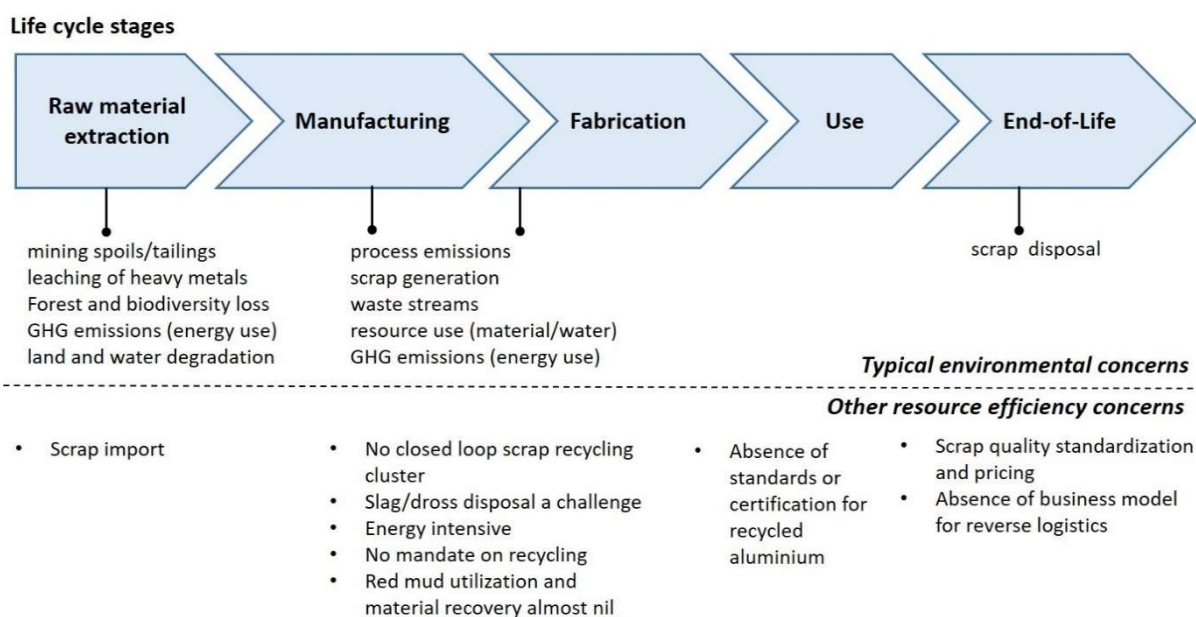 Life cycle stages
Raw material
extraction
Manufacturing
Fabrication
Use
End-of-Life
mining spoils/tailings
leaching of heavy metals
Forest and biodiversity loss
GHG emissions (energy use)
land and water degradation
process emissions
scrap generation
waste streams
resource use (material/water)
GHG emissions (energy use)
scrap disposal
Typical environmental concerns
Other resource efficiency concerns
• Scrap import
• No closed loop scrap recycling
cluster
• Slag/dross disposal a challenge
• Energy intensive
• No mandate on recycling
• Red mud utilization and
material recovery almost nil
• Absence of
standards or
certification for
recycled
aluminium
• Scrap quality standardization
and pricing
• Absence of business model
for reverse logistics